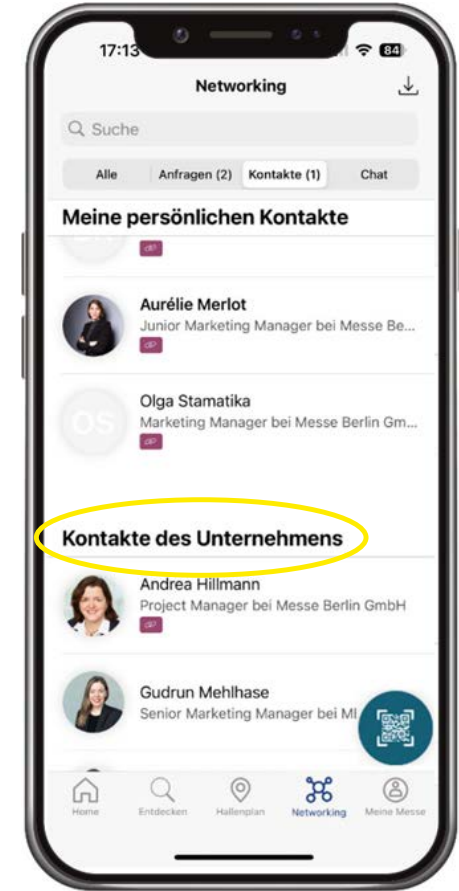 17:13
84
Networking
Suche
Alle
Anfragen (2)
Kontakte (1)
Chat
Meine persönlichen Kontakte
Aurélie Merlot
Junior Marketing Manager bei Messe Be...
OS
Olga Stamatika
Marketing Manager bei Messe Berlin Gm...
Kontakte des Unternehmens
Andrea Hillmann
Project Manager bei Messe Berlin GmbH
Gudrun Mehlhase
Senior Marketing Manager bei
Home
Entdecken
Hallenplan
Networking
Meine Messe